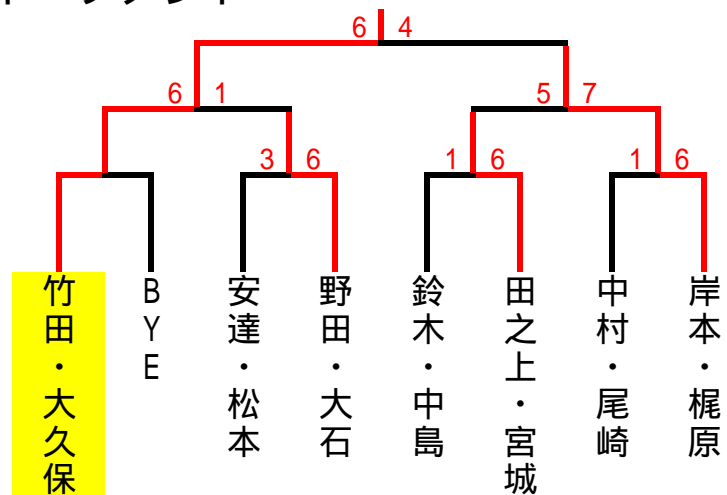 6 4
6 1
5 7
3 6
1 6
1 6
竹田・大久保
BYE
安達・松本
野田・大石
鈴木・中島
田之上・宮城
中村・尾崎
岸本・梶原